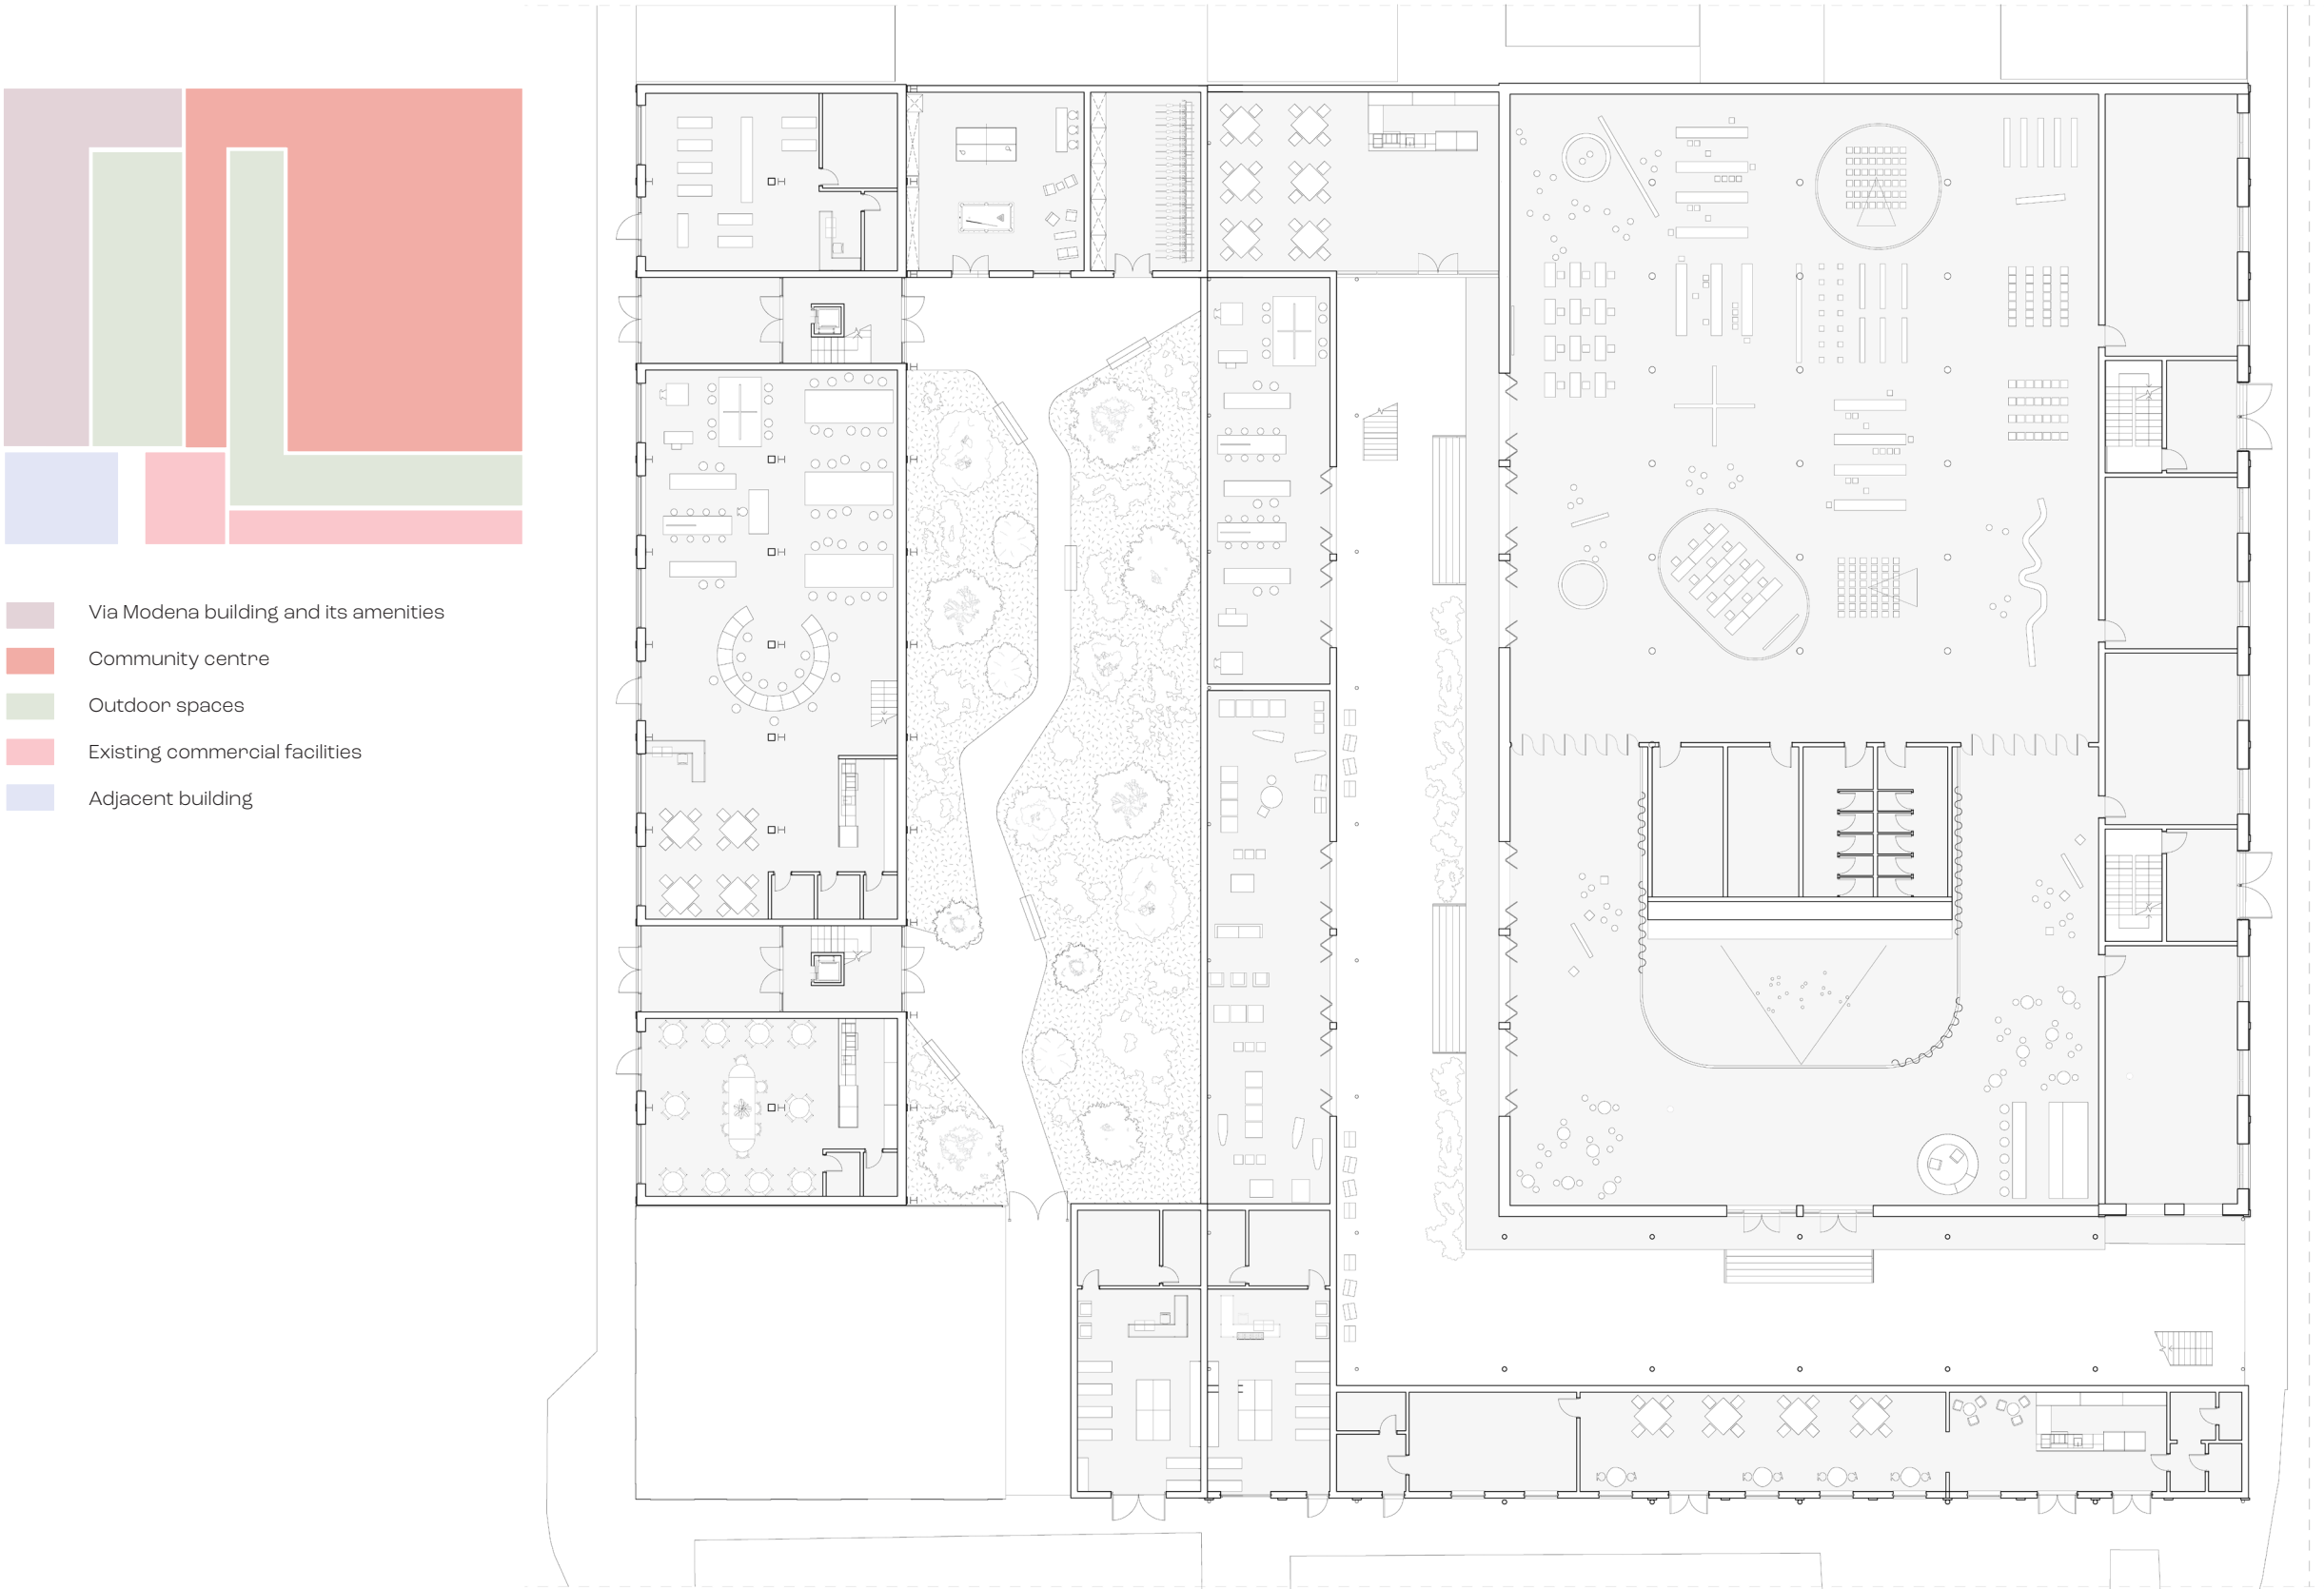 Via Modena building and its amenities
Community centre
Outdoor spaces
Existing commercial facilities
Adjacent building